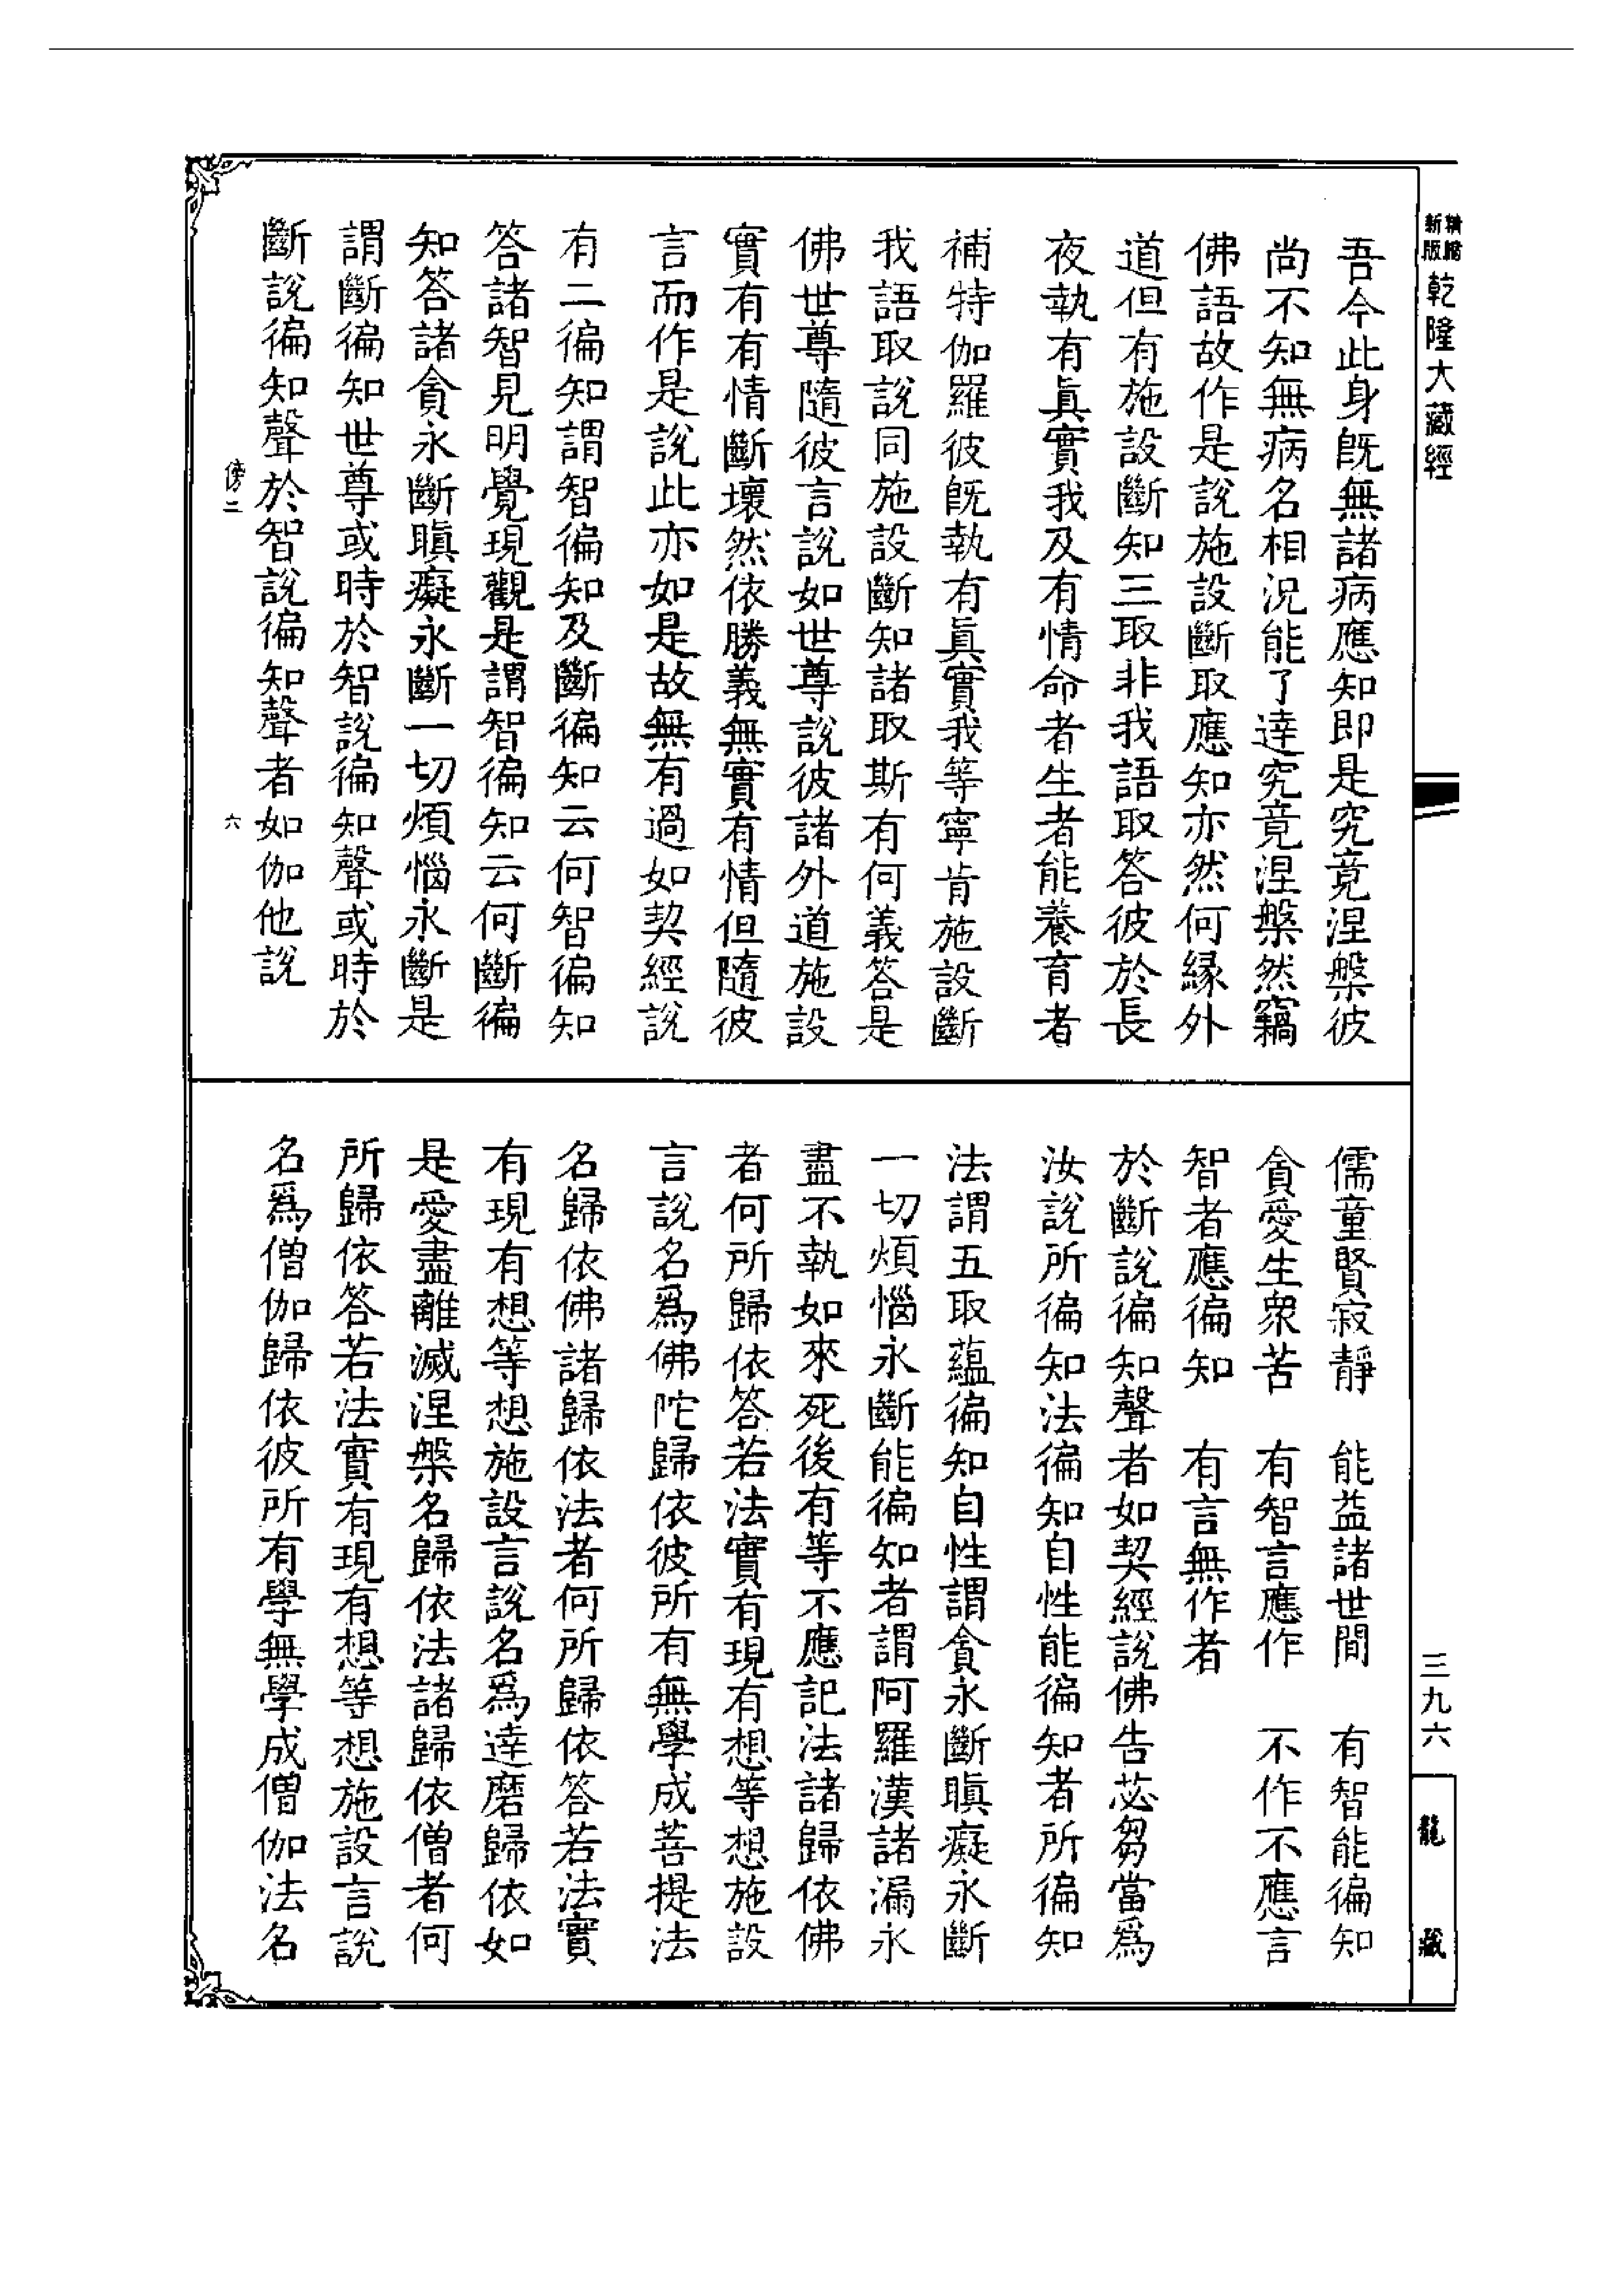 新版
精縮
乾隆大藏經
吾今此身旣無諸病應知即是究竟涅槃彼
尚不知無病名相況能了達究竟涅槃然竊
佛語故作是說施設斷取應知亦然何緣外
道但有施設斷知三取非我語取答彼於長
夜執有眞實我及有情命者生者能養育者
補特伽羅彼旣執有眞實我等寧肯施設斷
我語取說同施設斷知諸取斯有何義答是
佛世尊隨彼言說如世尊說彼諸外道施設
實有有情斷壞然依勝義無實有情但隨彼
言而作是說此亦如是故無有過如契經說
有二徧知謂智徧知及斷徧知云何智徧知
答諸智見明覺現觀是謂智徧知云何斷徧
知答諸貪永斷瞋癡永斷一切煩惱永斷是
謂斷徧知世尊或時於智說徧知聲或時於
斷說徧知聲於智說徧知聲者如伽他說
傍二
六
儒童賢寂靜　能益諸世間　有智能徧知
貪愛生衆苦　有智言應作　不作不應言
智者應徧知　有言無作者
於斷說徧知聲者如契經說佛告苾芻當爲
汝說所徧知法徧知自性能徧知者所徧知
法謂五取蘊徧知自性謂貪永斷瞋癡永斷
一切煩惱永斷能徧知者謂阿羅漢諸漏永
盡不執如來死後有等不應記法諸歸依佛
者何所歸依答若法實有現有想等想施設
言說名爲佛陀歸依彼所有無學成菩提法
名歸依佛諸歸依法者何所歸依答若法實
有現有想等想施設言說名爲達磨歸依如
是愛盡離滅涅槃名歸依法諸歸依僧者何
所歸依答若法實有現有想等想施設言說
名爲僧伽歸依彼所有學無學成僧伽法名
三九六
龍藏